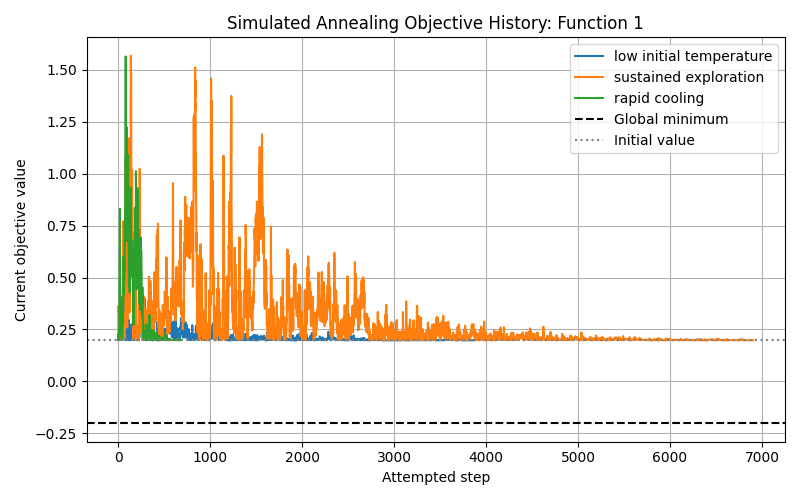 Simulated Annealing Objective History: Function 1
low initial temperature
sustained exploration
rapid cooling
Global minimum
Initial value
Current objective value
1.50
1.25
1.00
0.75
0.50
0.25
0.00
−0.25
0 1000 2000 3000 4000 5000 6000 7000
Attempted step